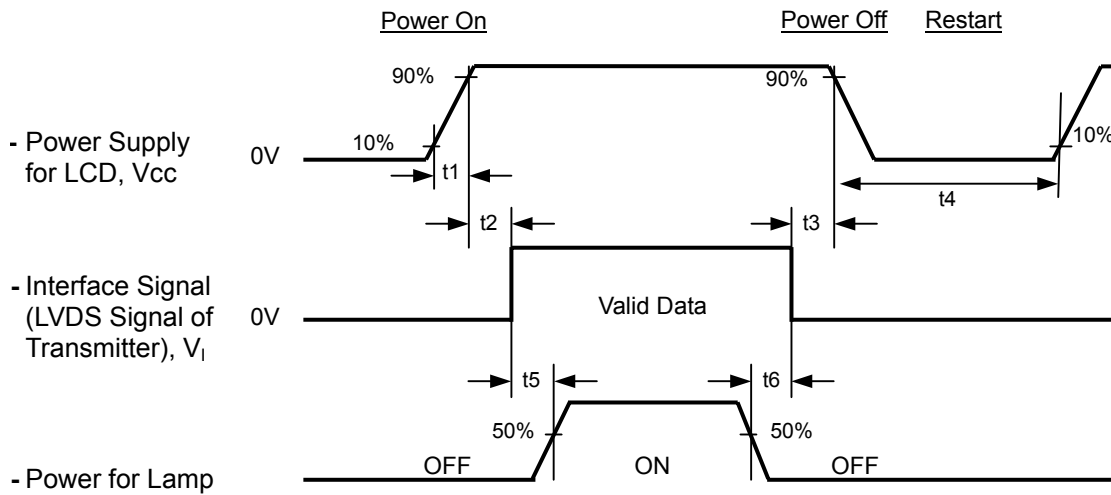 Power On
Power Off
Restart
90%
90%
- Power Supply
for LCD, Vcc
0V
10%
10%
t1
t4
t2
t3
- Interface Signal
(LVDS Signal of
Transmitter), VI
0V
Valid Data
t5
t6
50%
50%
- Power for Lamp
OFF
ON
OFF